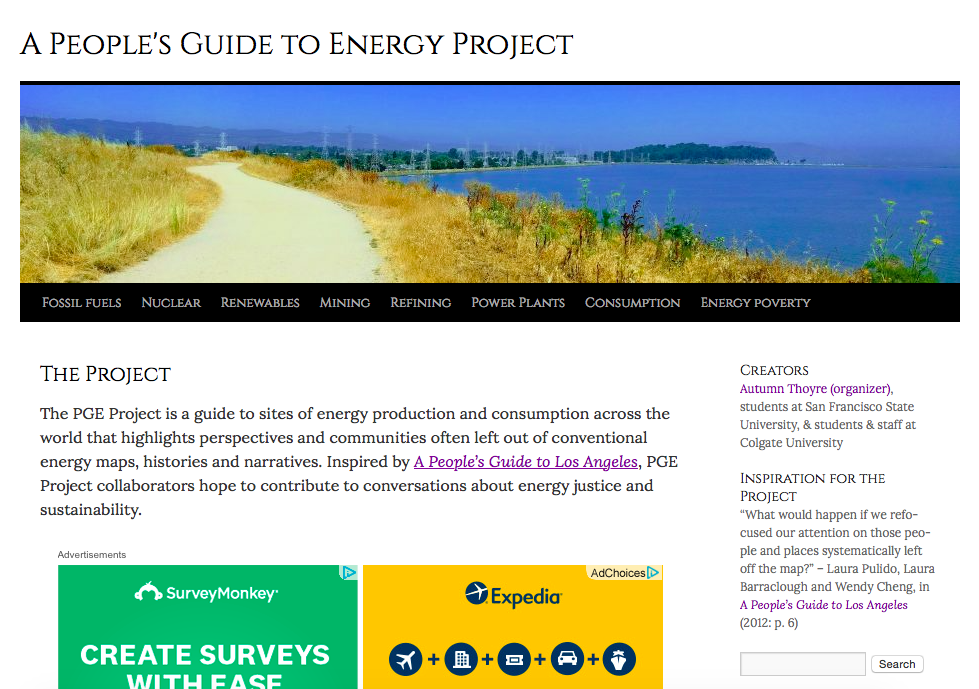 A People's Guide to Energy Project
Fossil fuels Nuclear Renewables Mining Refining Power Plants Consumption Energy poverty
The Project
The PGE Project is a guide to sites of energy production and consumption across the
world that highlights perspectives and communities often left out of conventional
energy maps, histories and narratives. Inspired by A People's Guide to Los Angeles, PGE
Project collaborators hope to contribute to conversations about energy justice and
sustainability.
Advertisements
SurveyMonkey
CREATE SURVEYS
WITH EASE
AdChoices
Expedia
Creators
Autumn Thoyre (organizer),
students at San Francisco State
University, & students & staff at
Colgate University
Inspiration for the
Project
“What would happen if we refo-
cused our attention on those peo-
ple and places systematically left
off the map?” – Laura Pulido, Laura
Barraclough and Wendy Cheng, in
A People's Guide to Los Angeles
(2012: p. 6)
Search